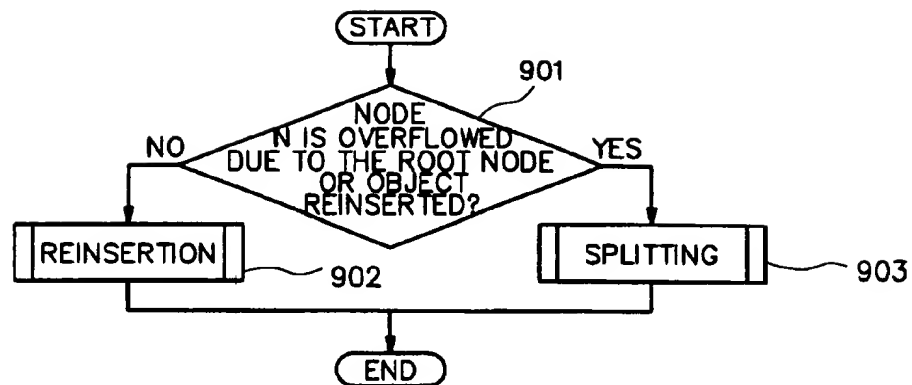 START
901
NODE
N IS OVERFLOWED
DUE TO THE ROOT NODE
OR OBJECT
REINSERTED?
NO
YES
REINSERTION
902
SPLITTING
903
END